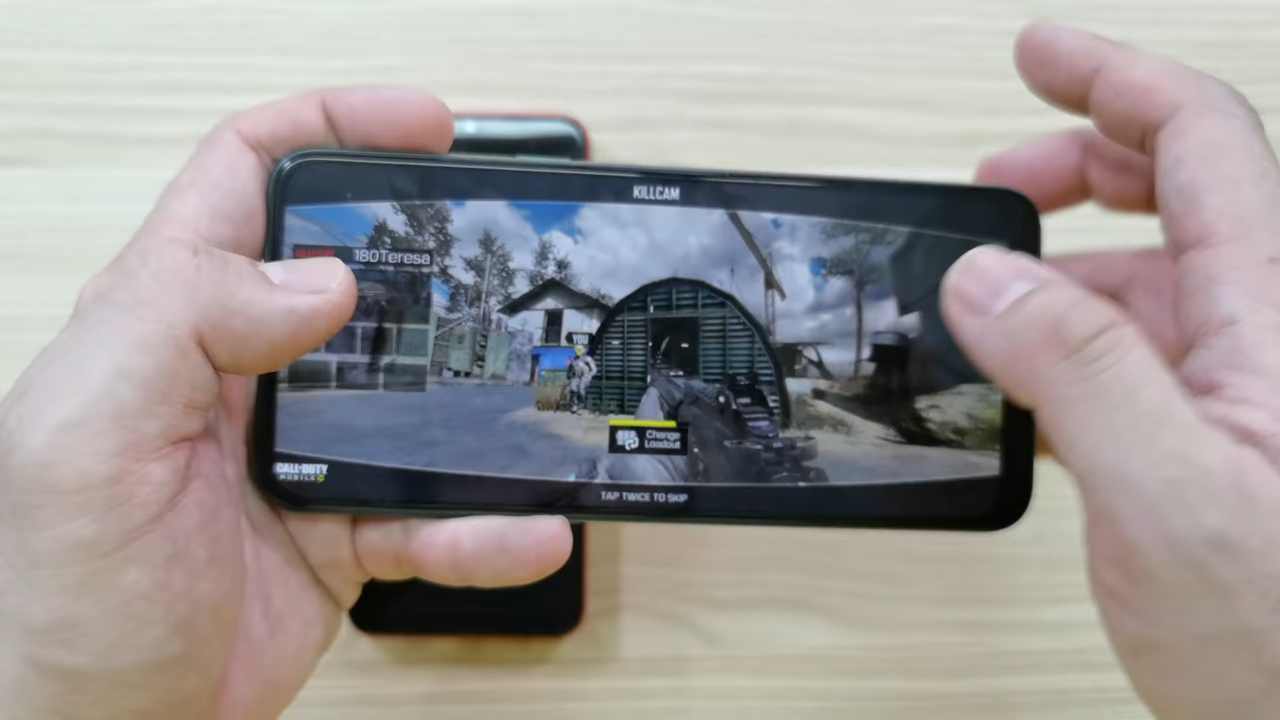 KILLCAM
180Teresa
YOU
Change
Loadout
CALL OF DUTY
MOBILE
TAP TWICE TO SKIP